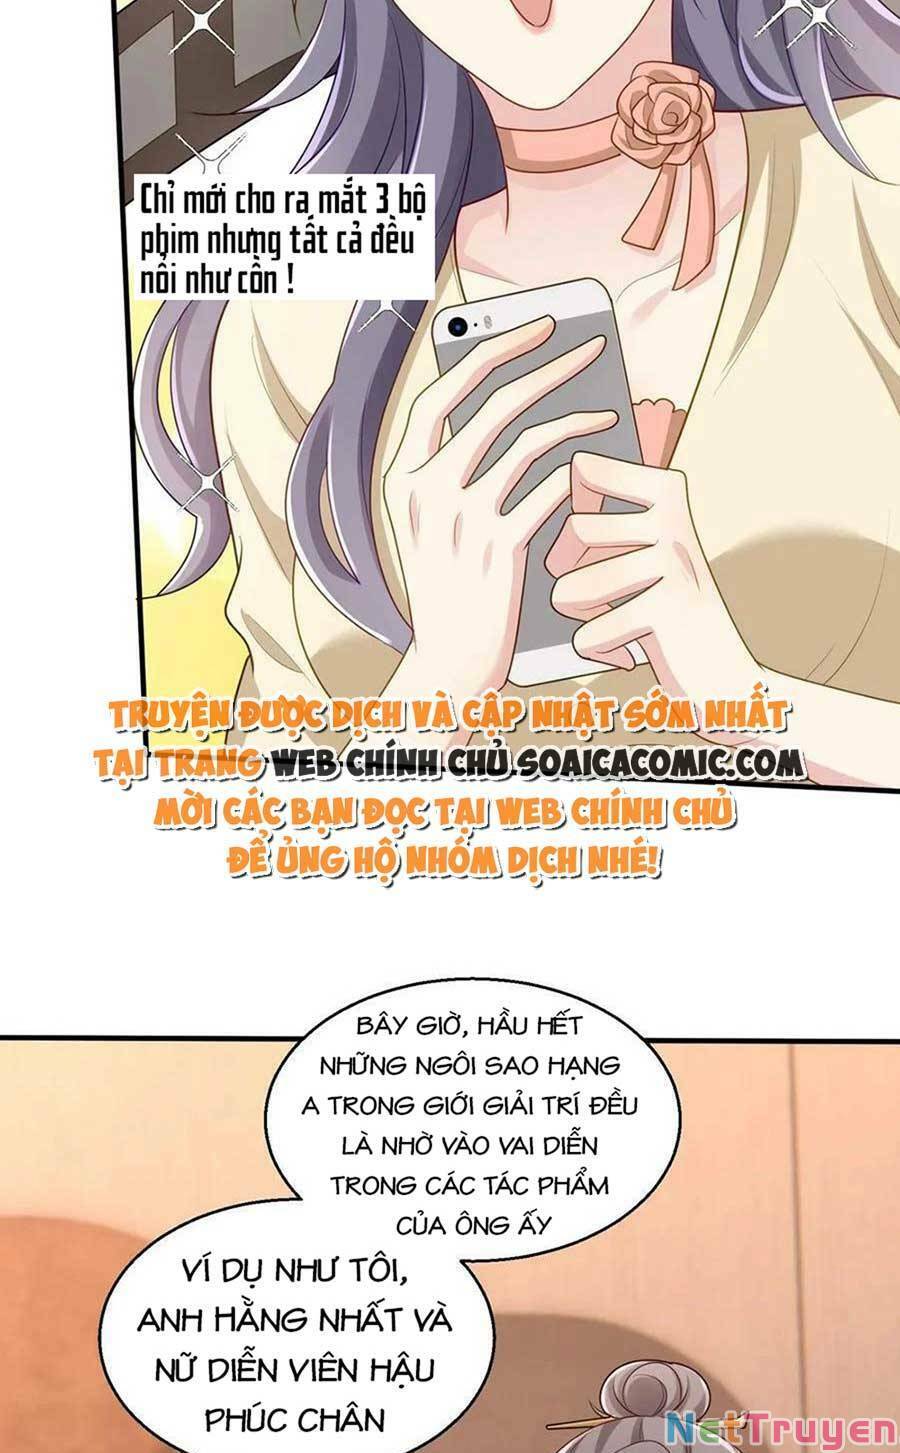 Chỉ mới cho ra mắt 3 bộ
phim nhưng tất cả đều
nổi như cồn !
TRUYỆN ĐƯỢC DỊCH VÀ CẬP NHẬT SỚM NHẤT
TẠI TRANG WEB CHÍNH CHỦ SOAICACOMIC.COM
MỜI CÁC BẠN ĐỌC TẠI WEB CHÍNH CHỦ
ĐỂ ỦNG HỘ NHÓM DỊCH NHÉ!
BÂY GIỜ, HẦU HẾT
NHỮNG NGÔI SAO HẠNG
A TRONG GIỚI GIẢI TRÍ ĐỀU
LÀ NHỜ VÀO VAI DIỄN
TRONG CÁC TÁC PHẨM
CỦA ÔNG ẤY
VÍ DỤ NHƯ TÔI,
ANH HẰNG NHẤT VÀ
NỮ DIỄN VIÊN HẬU
PHÚC CHÂN
NetTruyen